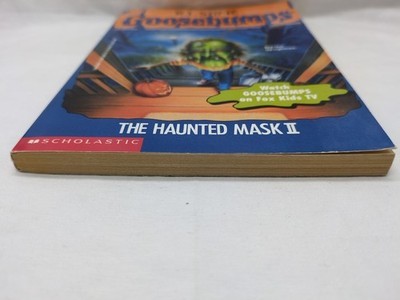 Goosebumps
Watch
GOOSEBUMPS
on Fox Kids TV
THE HAUNTED MASK II
SCHOLASTIC